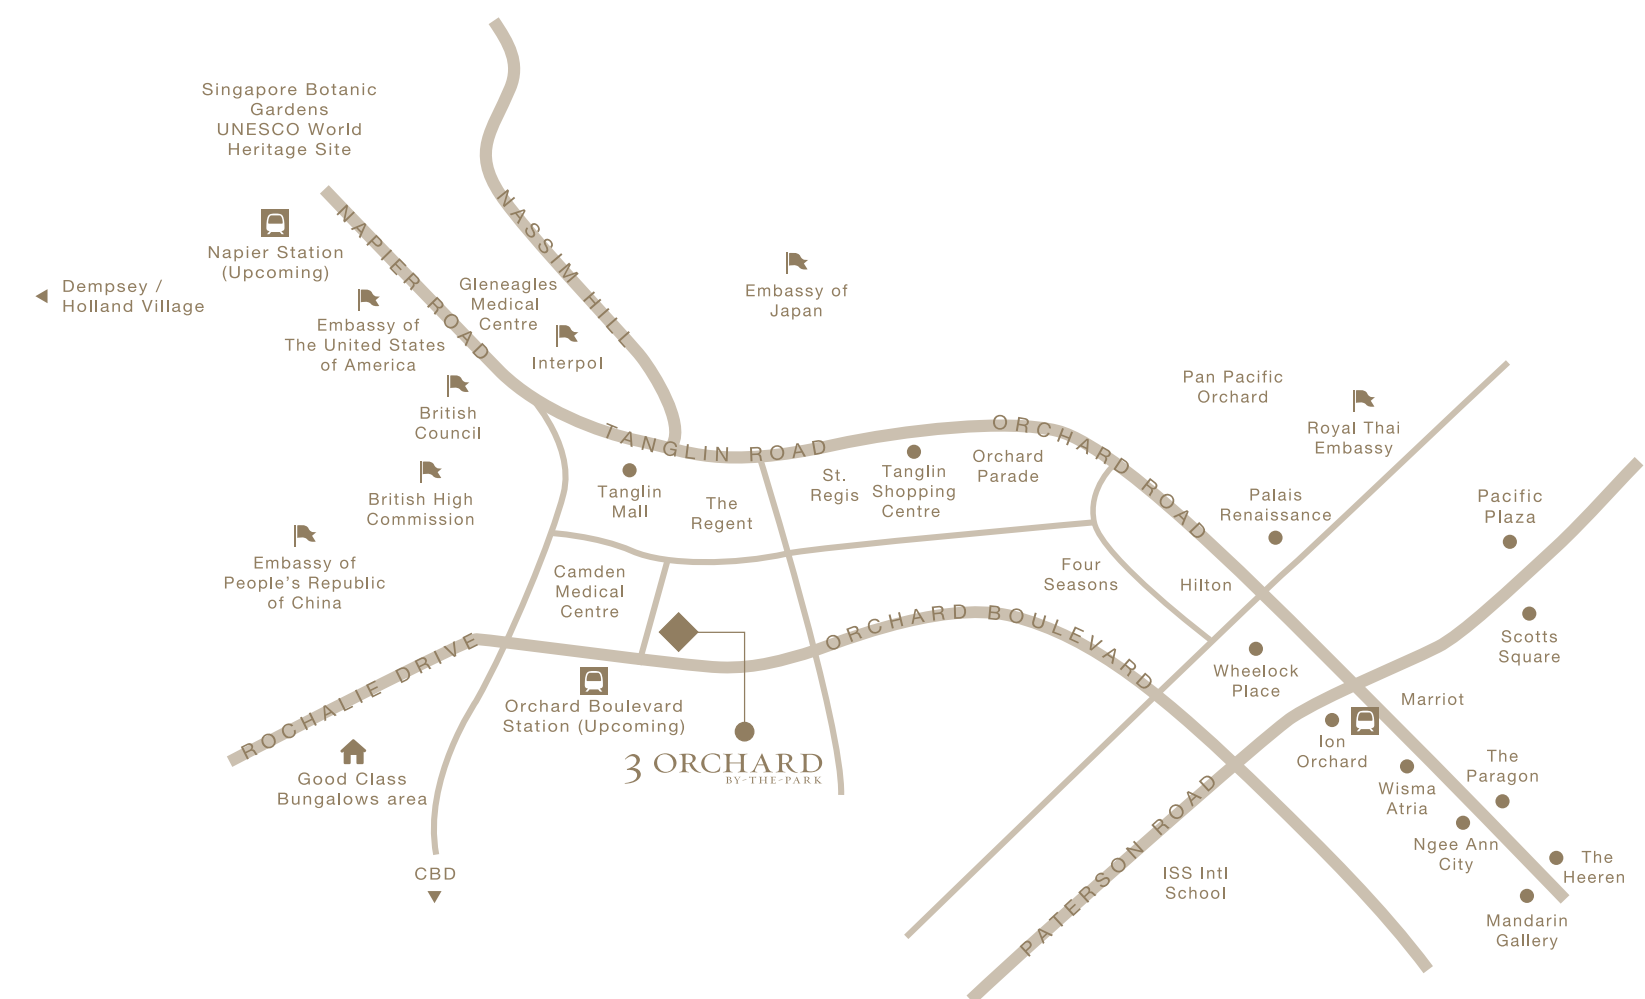 Singapore Botanic
Gardens
UNESCO World
Heritage Site
NAPIER ROAD
NASSIM HILL
Napier Station
(Upcoming)
Dempsey /
Holland Village
Gleneagles
Medical
Centre
Embassy of
Japan
Embassy of
The United States
of America
Interpol
British
Council
TANGLIN ROAD
ORCHARD ROAD
Pan Pacific
Orchard
Royal Thai
Embassy
British High
Commission
Tanglin
Mall
The
Regent
St.
Regis
Tanglin
Shopping
Centre
Orchard
Parade
Palais
Renaissance
Pacific
Plaza
Embassy of
People's Republic
of China
Camden
Medical
Centre
Four
Seasons
Hilton
ORCHARD BOULEVARD
Scotts
Square
ROCHALIE DRIVE
Wheelock
Place
Orchard Boulevard
Station (Upcoming)
Marriot
Ion
Orchard
3 ORCHARD
BY-THE-PARK
Good Class
Bungalows area
The
Paragon
Wisma
Atria
PATERSON ROAD
Ngee Ann
City
The
Heeren
CBD
ISS Intl
School
Mandarin
Gallery